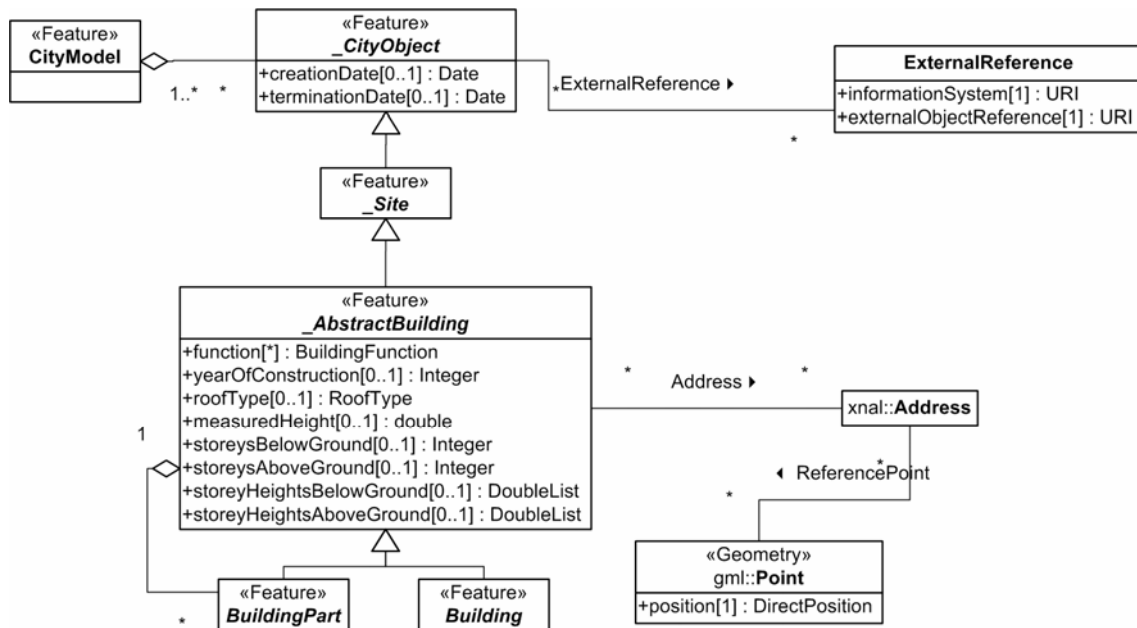 «Feature»
CityModel
1..*
*
«Feature»
_CityObject
+creationDate[0..1] : Date
+terminationDate[0..1] : Date
*
ExternalReference ▶
*
ExternalReference
+informationSystem[1] : URI
+externalObjectReference[1] : URI
«Feature»
_Site
«Feature»
_AbstractBuilding
+function[*] : BuildingFunction
+yearOfConstruction[0..1] : Integer
+roofType[0..1] : RoofType
+measuredHeight[0..1] : double
+storeysBelowGround[0..1] : Integer
+storeysAboveGround[0..1] : Integer
+storeyHeightsBelowGround[0..1] : DoubleList
+storeyHeightsAboveGround[0..1] : DoubleList
1
*
*
Address ▶
*
xnal::Address
*
◀ ReferencePoint
*
«Geometry»
gml::Point
+position[1] : DirectPosition
«Feature»
BuildingPart
«Feature»
Building